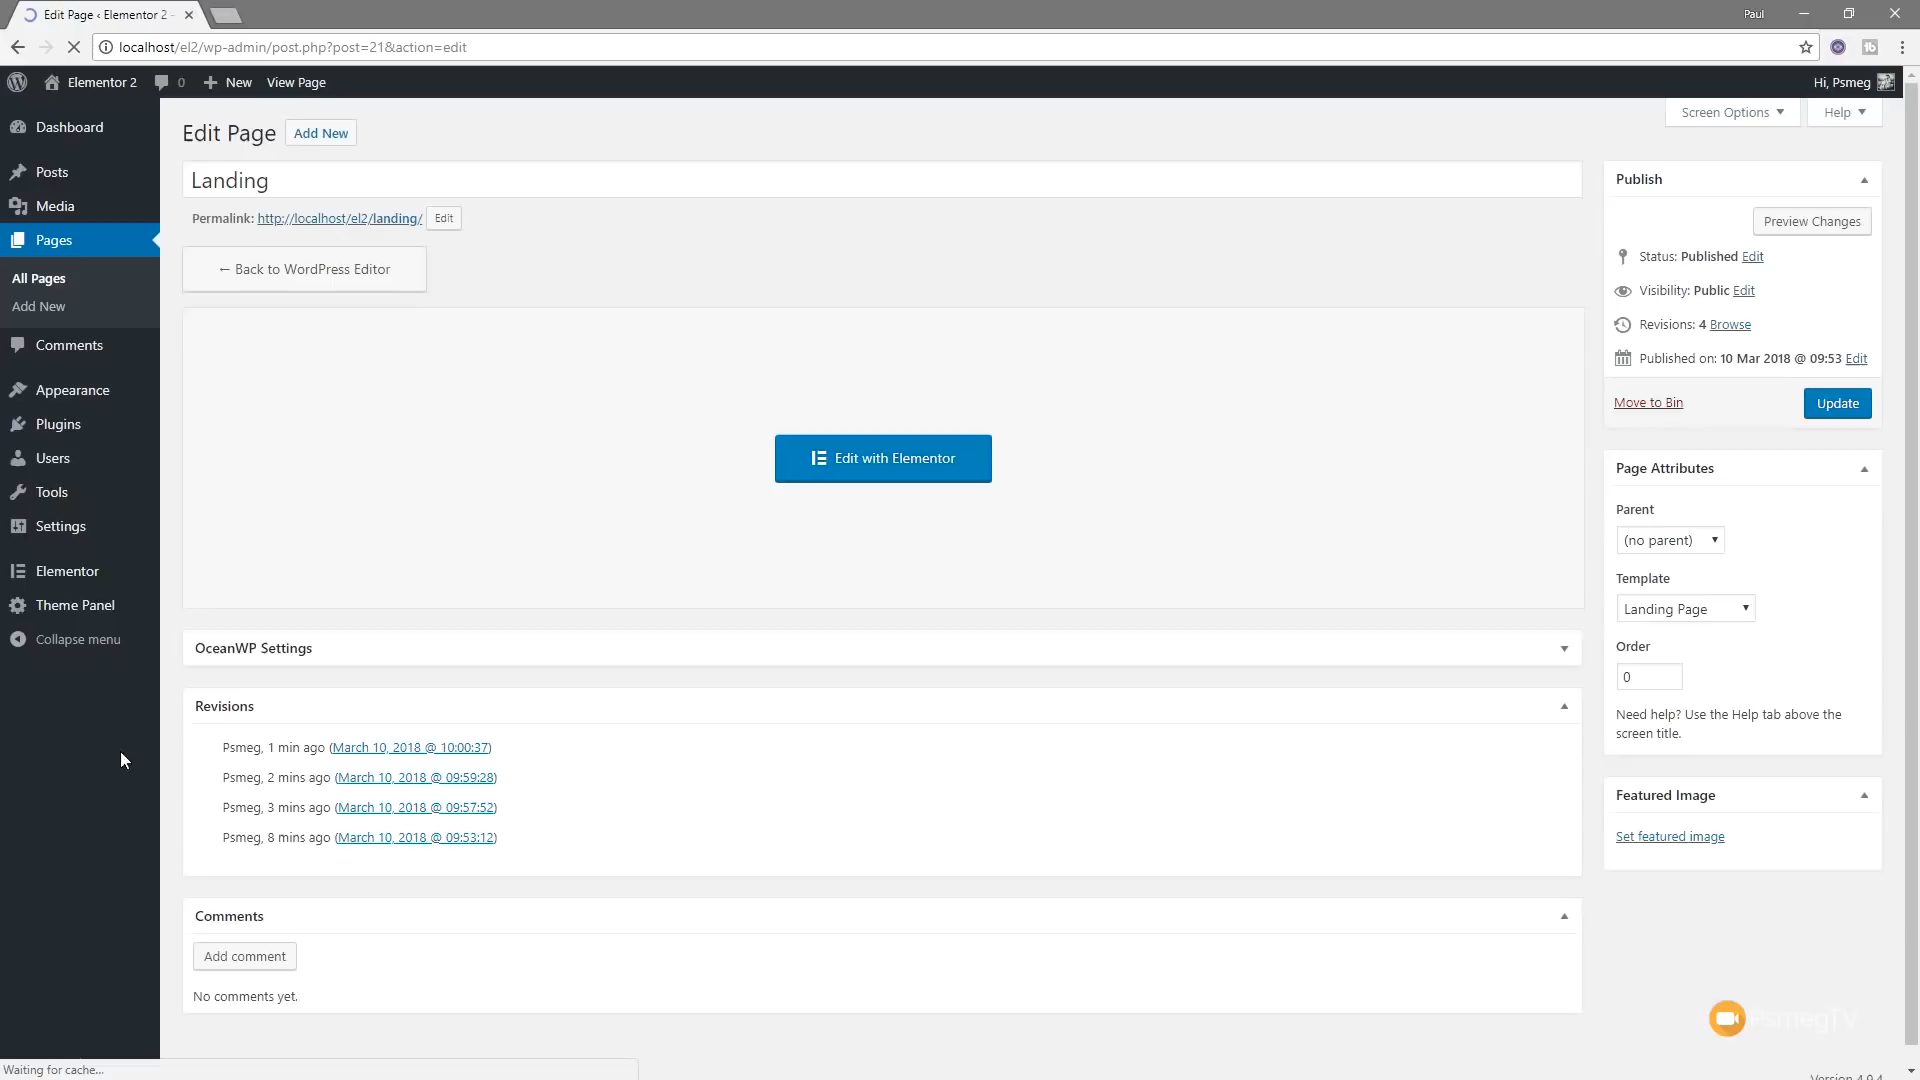 Edit Page ‹ Elementor 2 -
Paul
localhost/el2/wp-admin/post.php?post=21&action=edit
Elementor 2
0
New
View Page
Hi, Psmeg
Dashboard
Posts
Media
Pages
All Pages
Add New
Comments
Appearance
Plugins
Users
Tools
Settings
Elementor
Theme Panel
Collapse menu
Screen Options
Help
Edit Page
Add New
Landing
Permalink: http://localhost/el2/landing/
Edit
← Back to WordPress Editor
Edit with Elementor
OceanWP Settings
Revisions
Psmeg, 1 min ago (March 10, 2018 @ 10:00:37)
Psmeg, 2 mins ago (March 10, 2018 @ 09:59:28)
Psmeg, 3 mins ago (March 10, 2018 @ 09:57:52)
Psmeg, 8 mins ago (March 10, 2018 @ 09:53:12)
Comments
Add comment
No comments yet.
Publish
Preview Changes
Status: Published Edit
Visibility: Public Edit
Revisions: 4 Browse
Published on: 10 Mar 2018 @ 09:53 Edit
Move to Bin
Update
Page Attributes
Parent
(no parent)
Template
Landing Page
Order
0
Need help? Use the Help tab above the
screen title.
Featured Image
Set featured image
PsmegTV
Waiting for cache...
Version 4.9.4